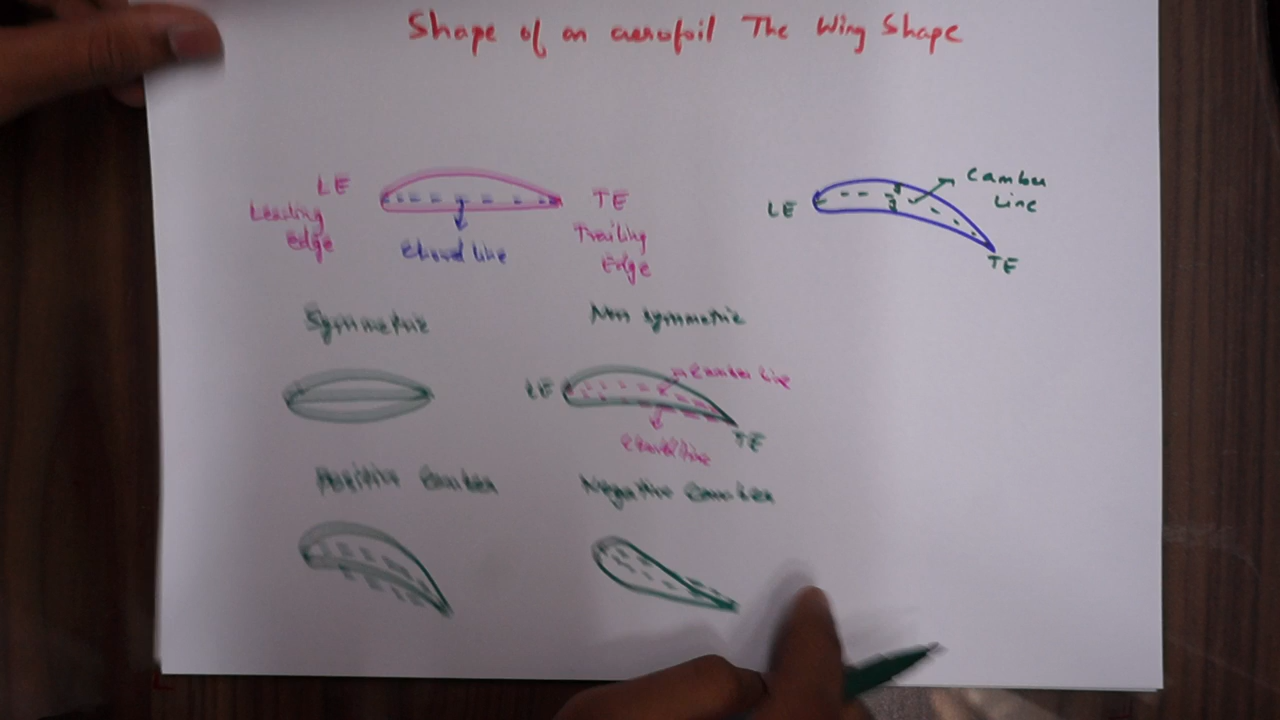 Shape of an aerofoil The Wing Shape
LE
Leading
edge
TE
Trailing
Edge
Chord line
LE
Camber
Line
TE
Symmetric
Non symmetric
LE
Camber line
Chord line
TE
Positive Camber
Negative Camber